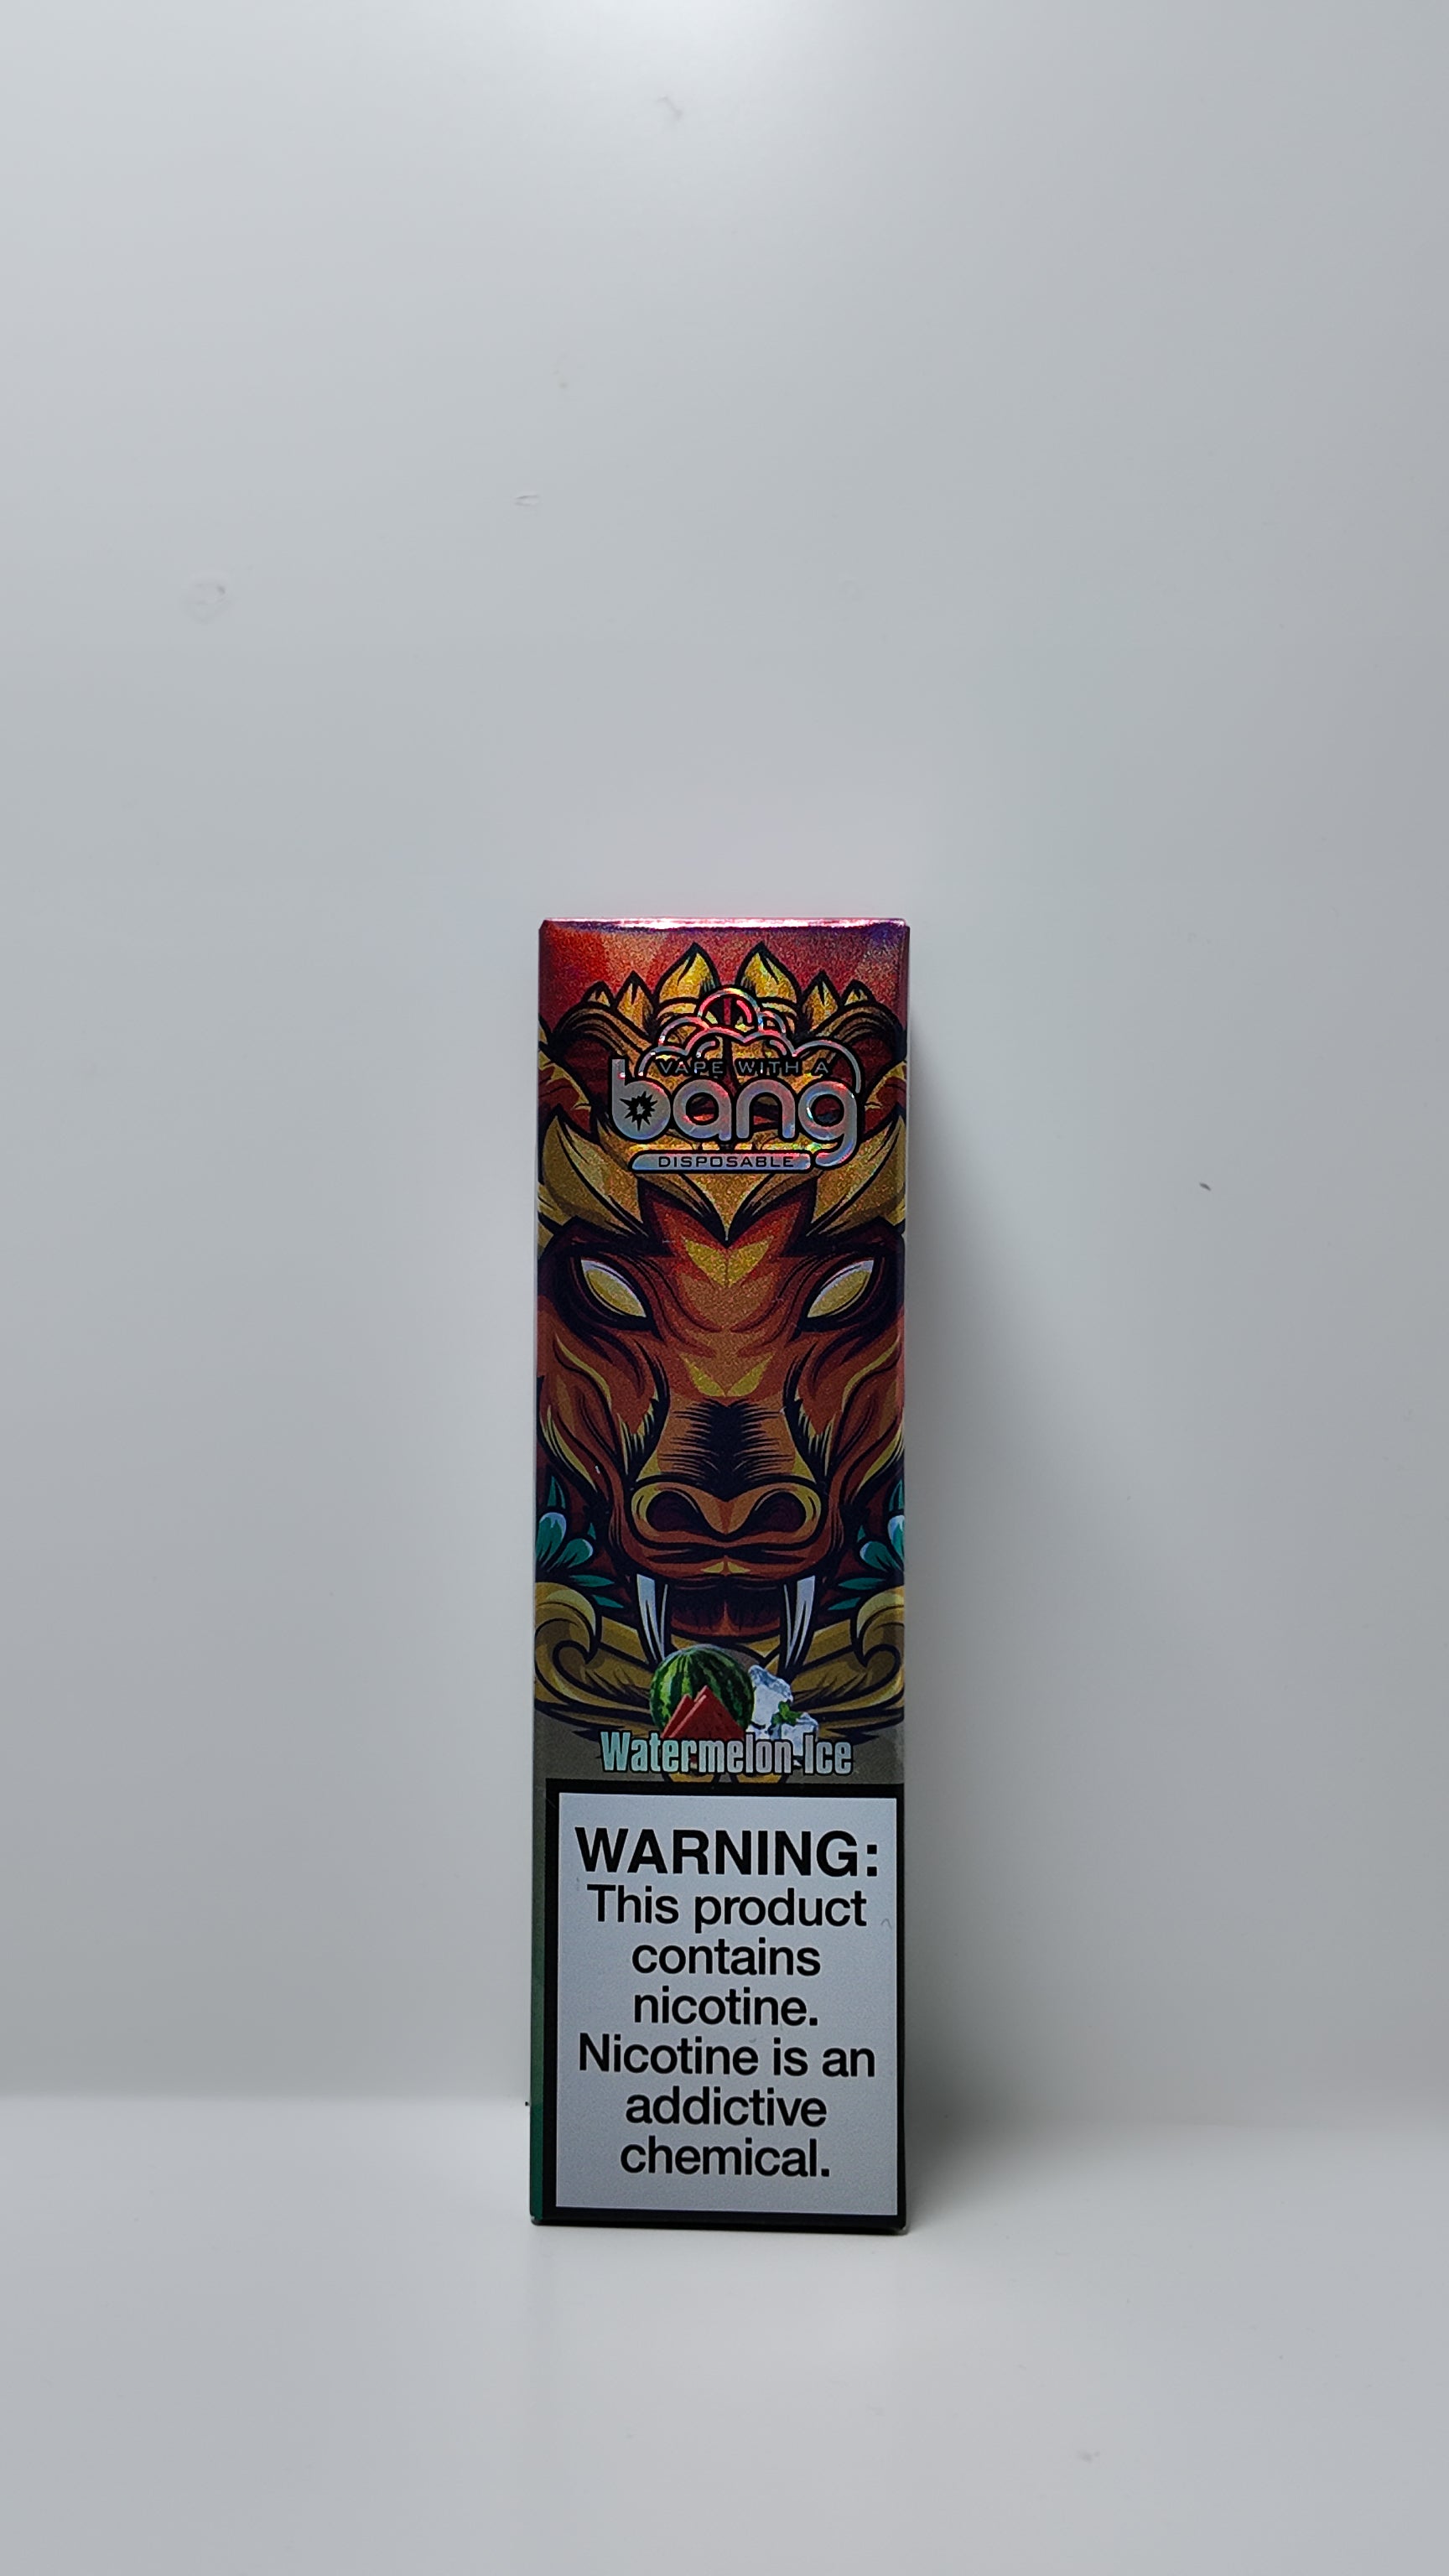 VAPE WITH A
bang
DISPOSABLE
Watermelon Ice
WARNING:
This product
contains
nicotine.
Nicotine is an
addictive
chemical.